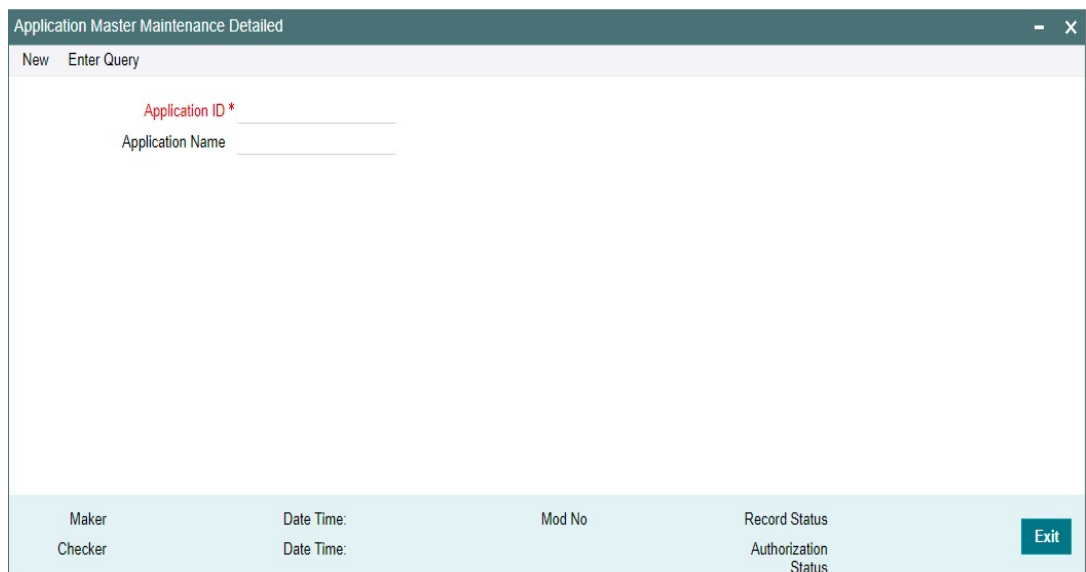 Application Master Maintenance Detailed
New Enter Query
Application ID *
Application Name
Maker Date Time: Mod No Record Status
Checker Date Time: Authorization Status
Exit